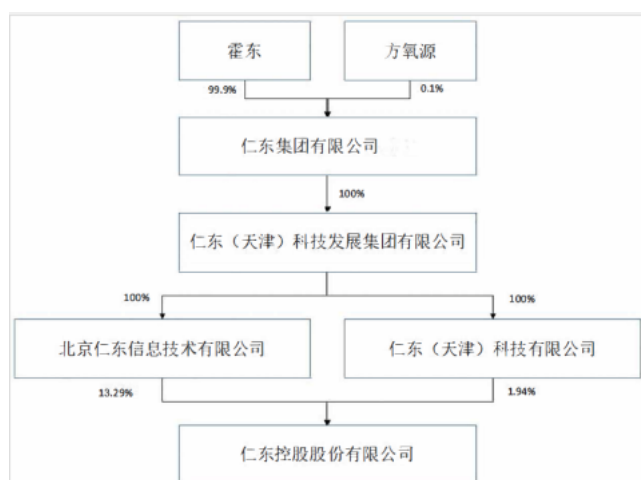 霍东
方氧源
99.9%
0.1%
仁东集团有限公司
100%
仁东（天津）科技发展集团有限公司
100%
100%
北京仁东信息技术有限公司
仁东（天津）科技有限公司
13.29%
1.94%
仁东控股股份有限公司